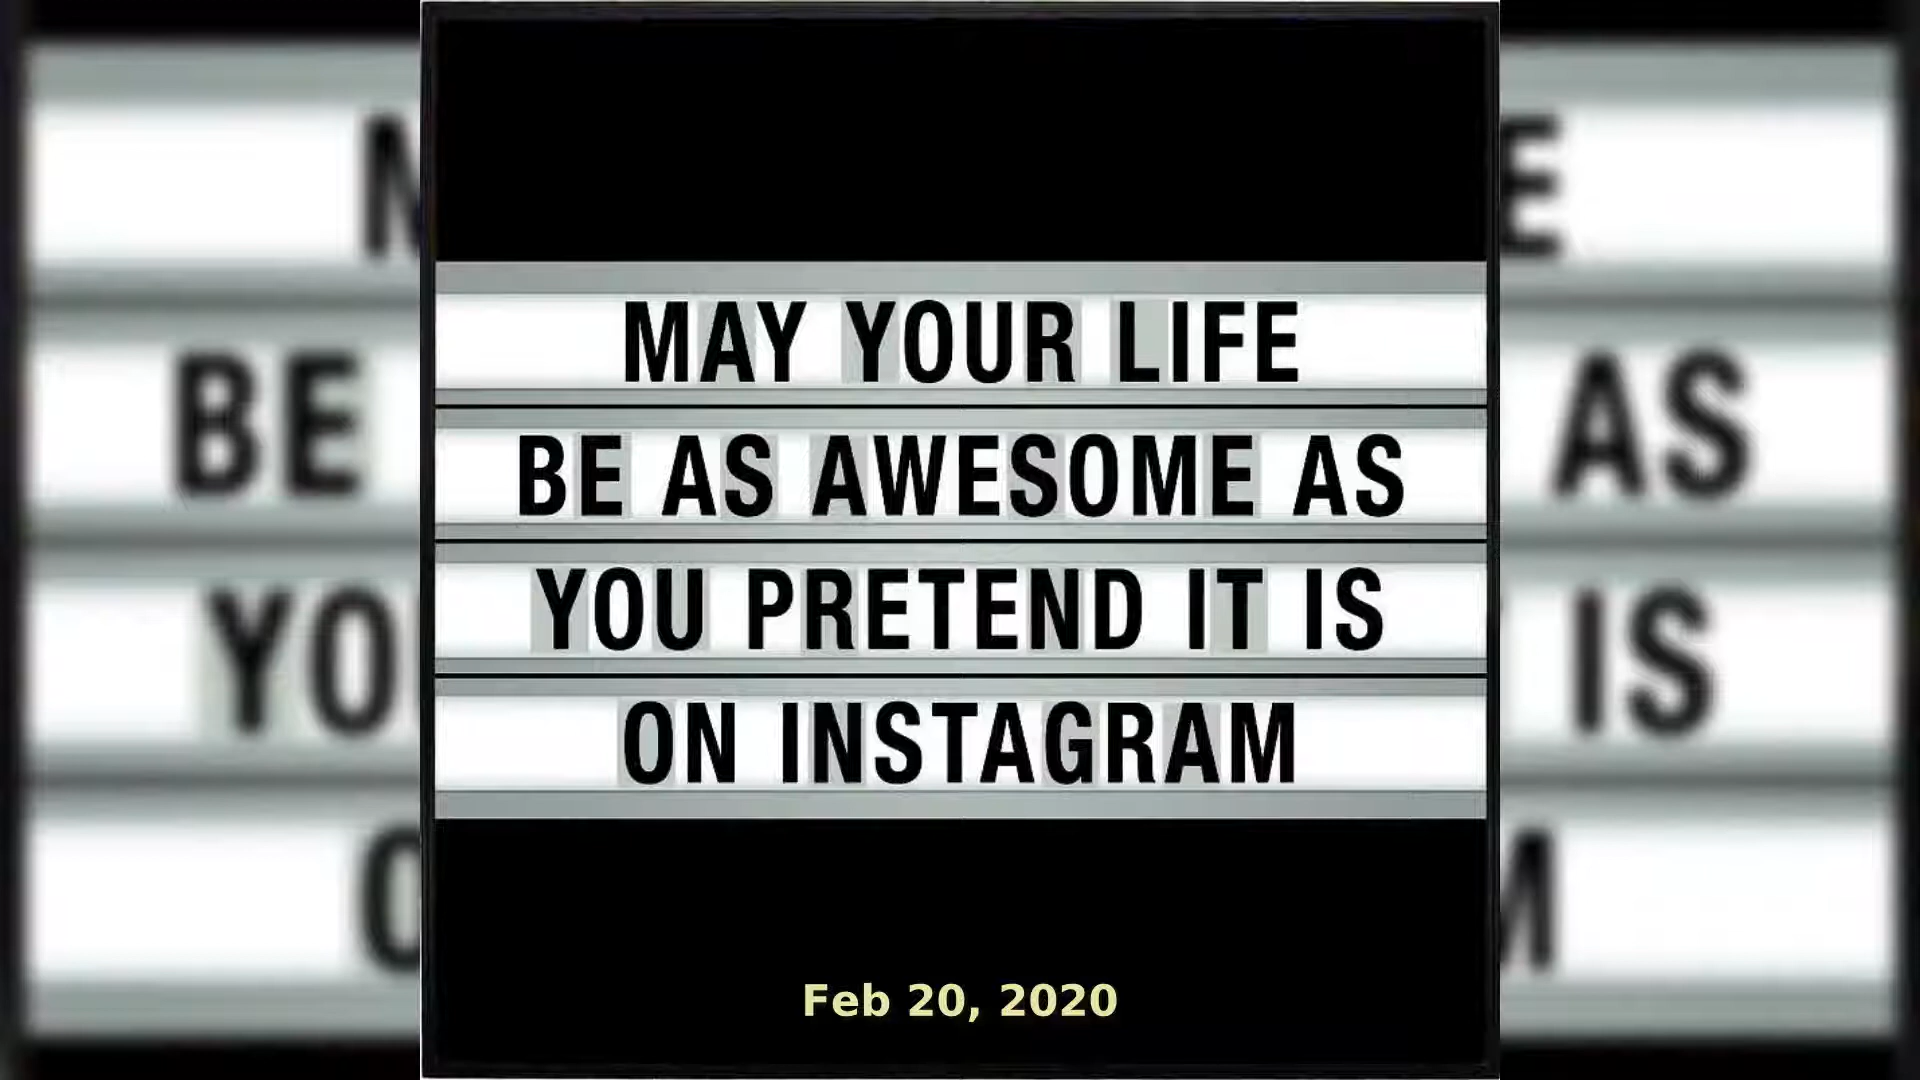 MAY YOUR LIFE
BE AS AWESOME AS
YOU PRETEND IT IS
ON INSTAGRAM
Feb 20, 2020